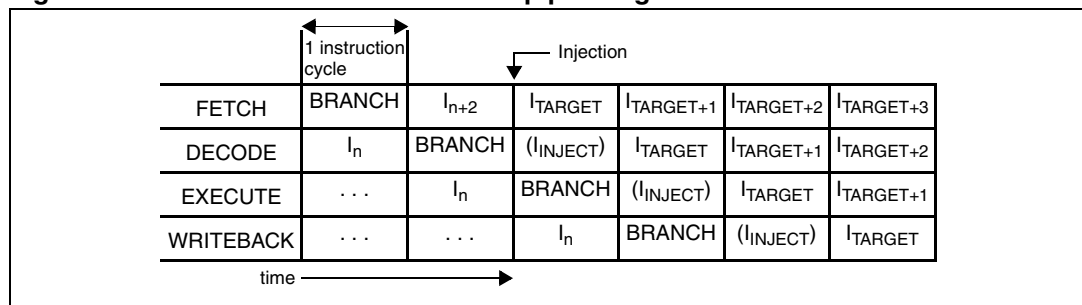 1 instruction
cycle
Injection
FETCH BRANCH In+2 ITARGET ITARGET+1 ITARGET+2 ITARGET+3
DECODE In BRANCH (IINJECT) ITARGET ITARGET+1 ITARGET+2
EXECUTE . . . In BRANCH (IINJECT) ITARGET ITARGET+1
WRITEBACK . . . . . . In BRANCH (IINJECT) ITARGET
time